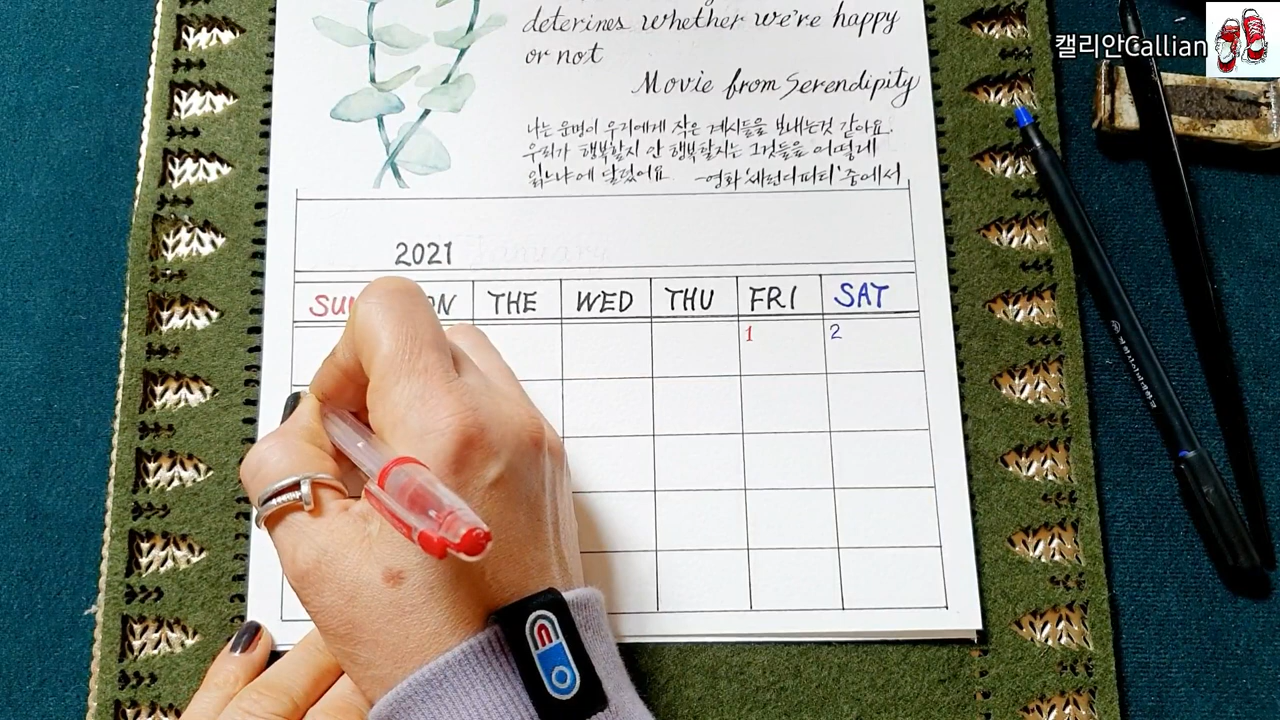 deterines whether we're happy
or not
Movie from Serendipity
나는 운명이 우리에게 작은 계시들을 보내는것 같아요.
우리가 행복할지 안 행복할지는 그것들을 어떻게
읽느냐에 달렸어요 -영화 '세런디피티' 중에서
캘리안Callian
2021
SUN MON THE WED THU FRI SAT
1 2